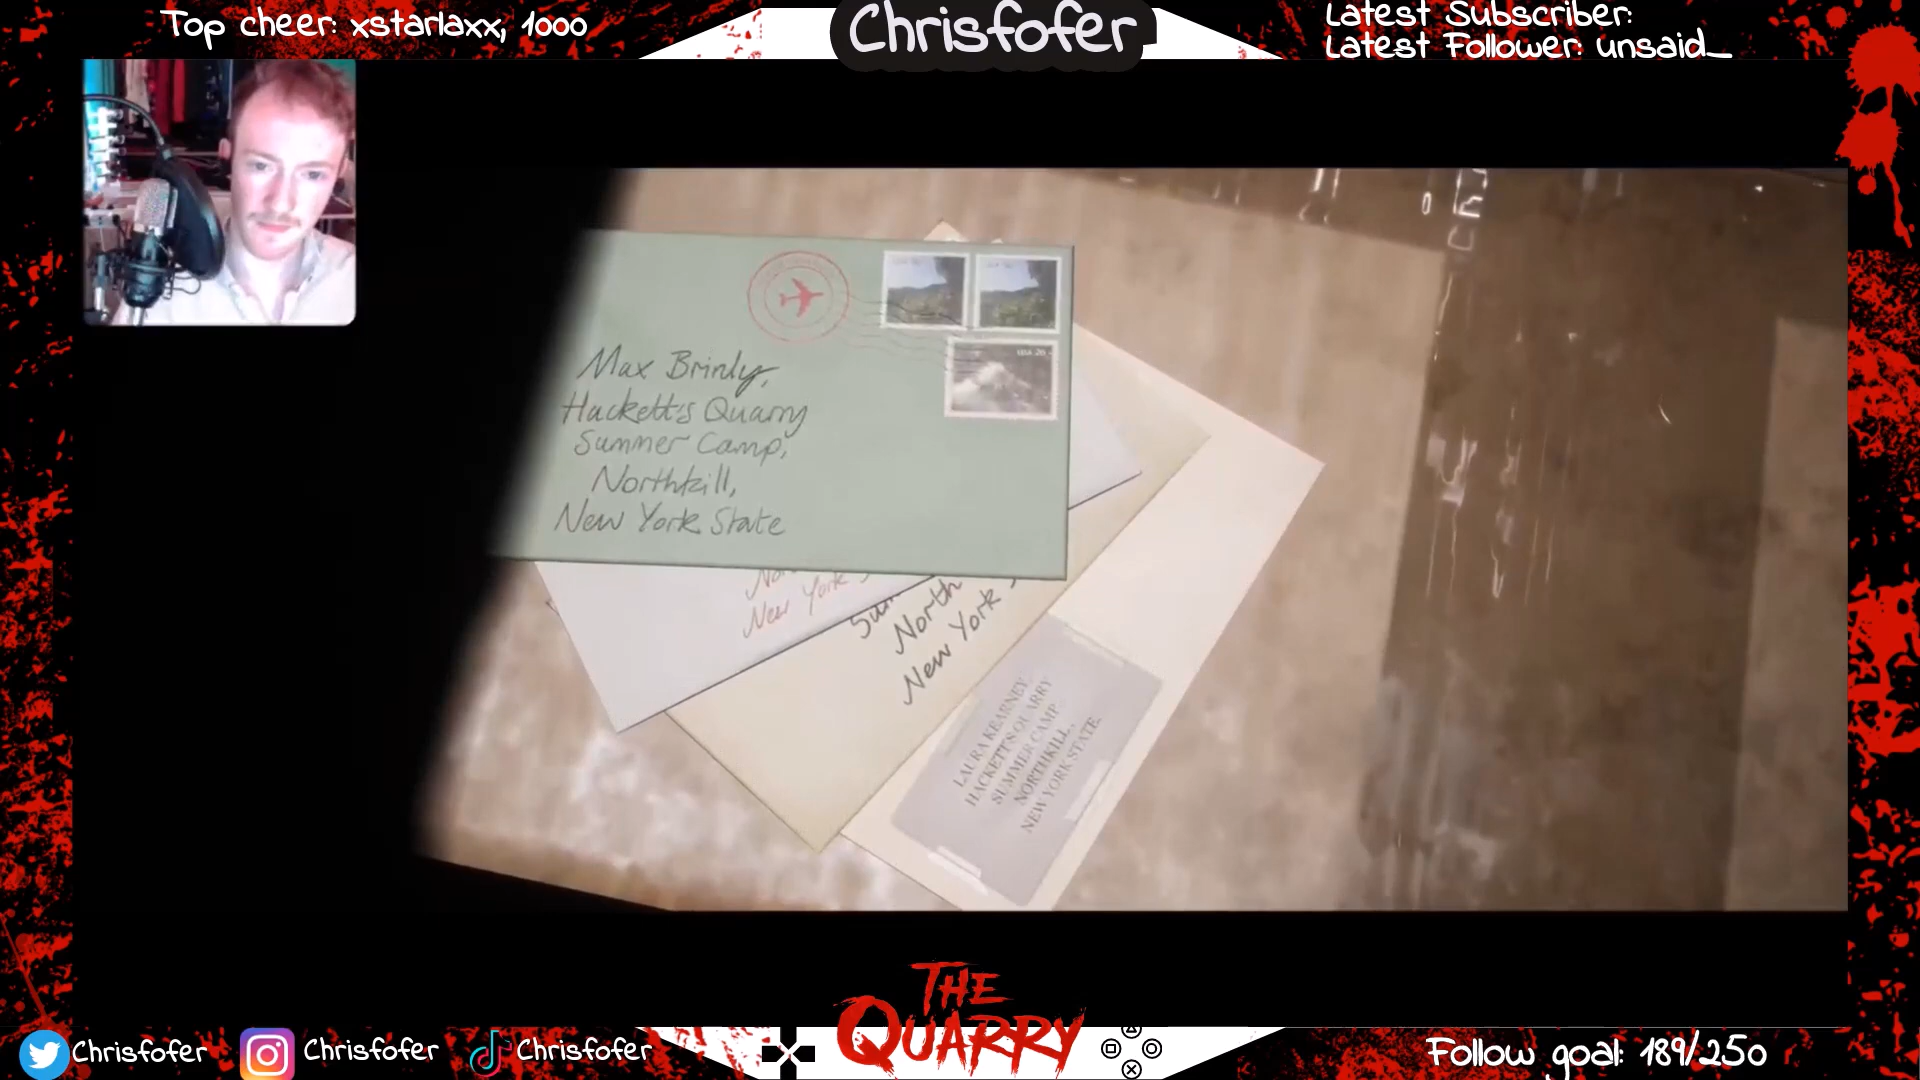 Top cheer: xstarlaxx, 1000
Chrisfofer
Latest Subscriber:
Latest Follower: unsaid_
Max Brinly,
Hackett's Quarry
Summer Camp,
Northkill,
New York State
New York
North
New York
LAURA KEARNEY
HACKETT'S QUARRY
SUMMER CAMP
NORTHKILL,
NEW YORK STATE.
THE
QUARRY
Chrisfofer
Chrisfofer
Chrisfofer
Follow goal: 189/250